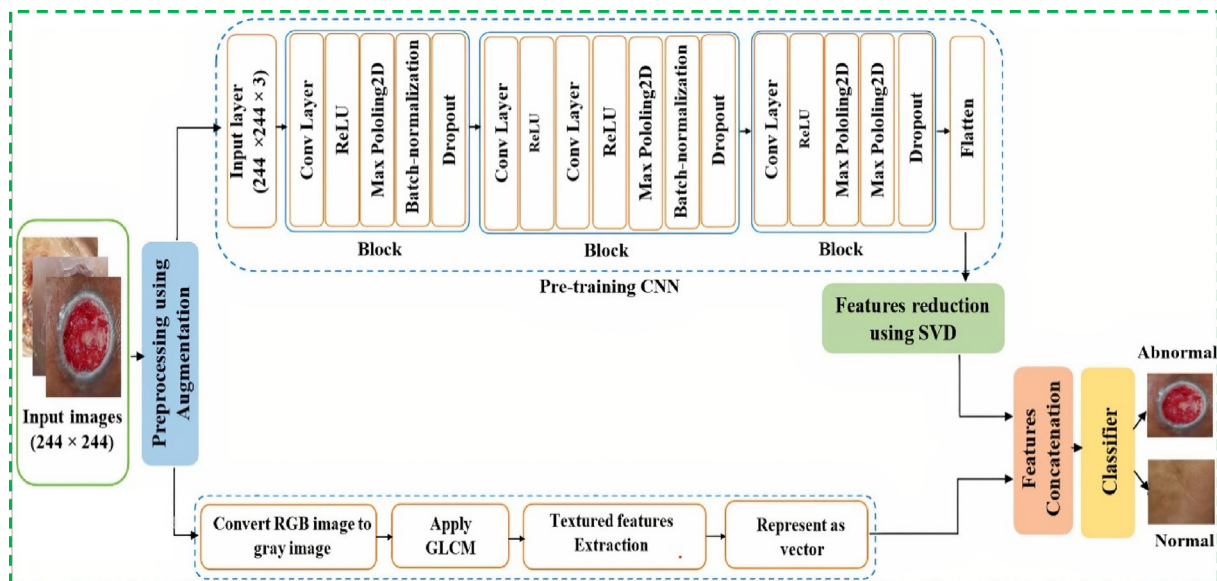 Input images
(244 × 244)
Preprocessing using
Augmentation
Input layer
(244 ×244 × 3)
Conv Layer
ReLU
Max Pololing2D
Batch-normalization
Dropout
Block
Conv Layer
ReLU
Conv Layer
ReLU
Max Pololing2D
Batch-normalization
Dropout
Block
Conv Layer
ReLU
Max Pololing2D
Max Pololing2D
Dropout
Block
Flatten
Pre-training CNN
Features reduction
using SVD
Convert RGB image to
gray image
Apply
GLCM
Textured features
Extraction
Represent as
vector
Features
Concatenation
Classifier
Abnormal
Normal